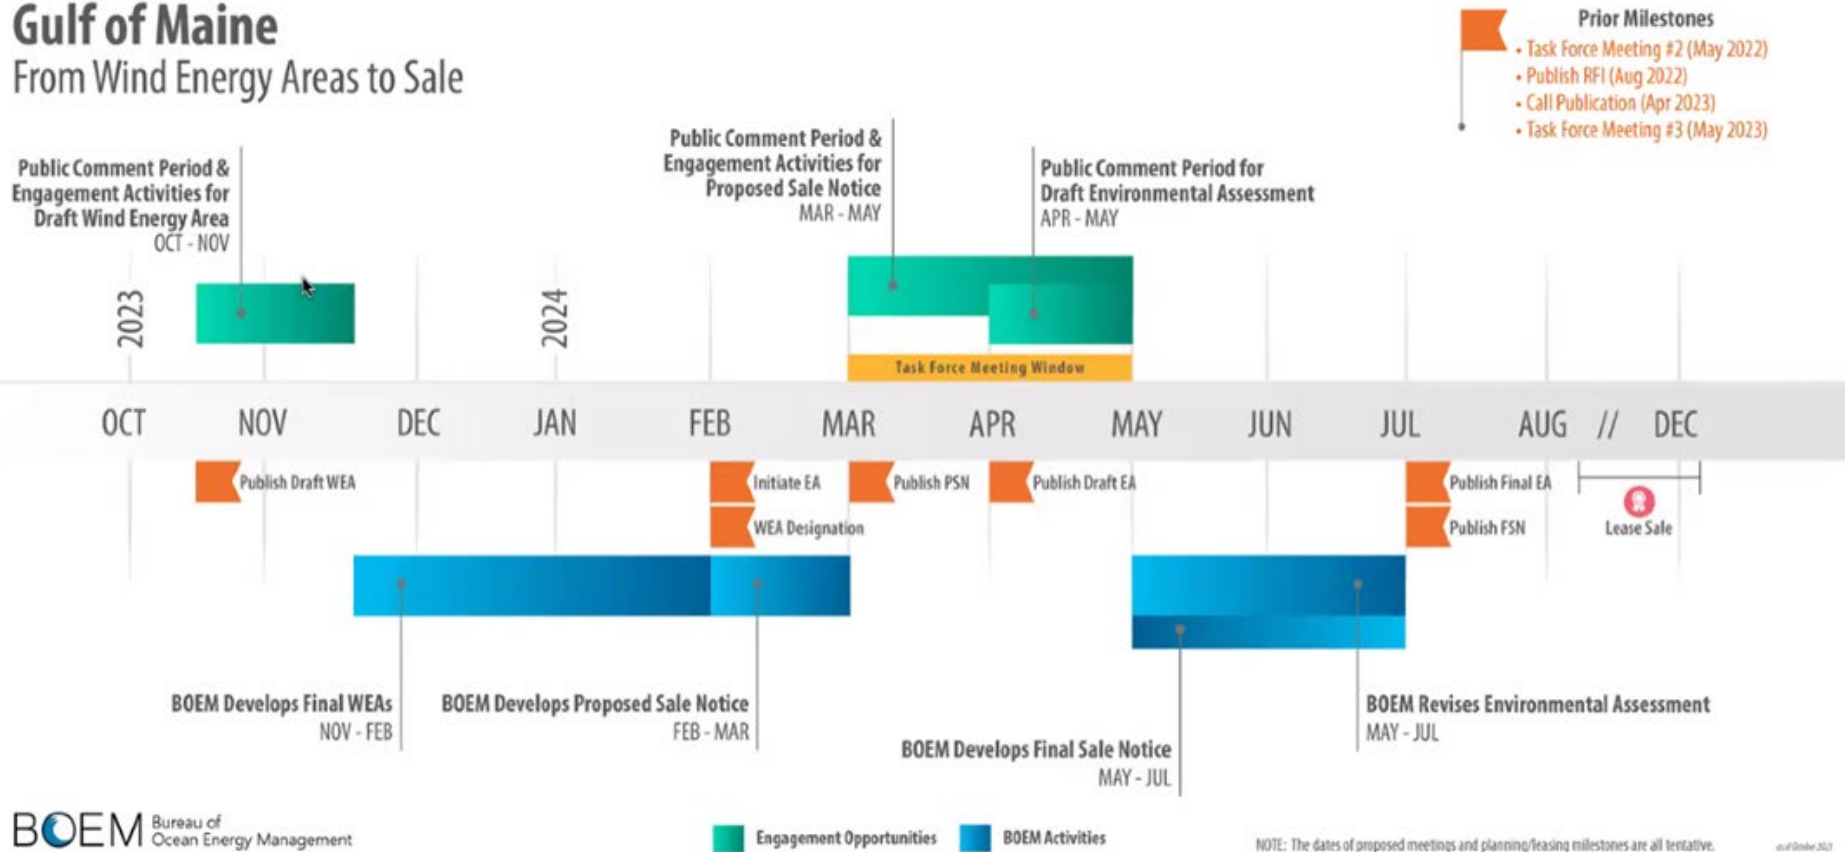 Gulf of Maine
From Wind Energy Areas to Sale
Prior Milestones
• Task Force Meeting #2 (May 2022)
• Publish RFI (Aug 2022)
• Call Publication (Apr 2023)
• Task Force Meeting #3 (May 2023)
Public Comment Period &
Engagement Activities for
Draft Wind Energy Area
OCT - NOV
Public Comment Period &
Engagement Activities for
Proposed Sale Notice
MAR - MAY
Public Comment Period for
Draft Environmental Assessment
APR - MAY
2023
2024
Task Force Meeting Window
OCT NOV DEC JAN FEB MAR APR MAY JUN JUL AUG // DEC
Publish Draft WEA
Initiate EA
WEA Designation
Publish PSN
Publish Draft EA
Publish Final EA
Publish FSN
Lease Sale
BOEM Develops Final WEAs
NOV - FEB
BOEM Develops Proposed Sale Notice
FEB - MAR
BOEM Develops Final Sale Notice
MAY - JUL
BOEM Revises Environmental Assessment
MAY - JUL
BOEM Bureau of
Ocean Energy Management
Engagement Opportunities
BOEM Activities
NOTE: The dates of proposed meetings and planning/leasing milestones are all tentative.
as of October 2023